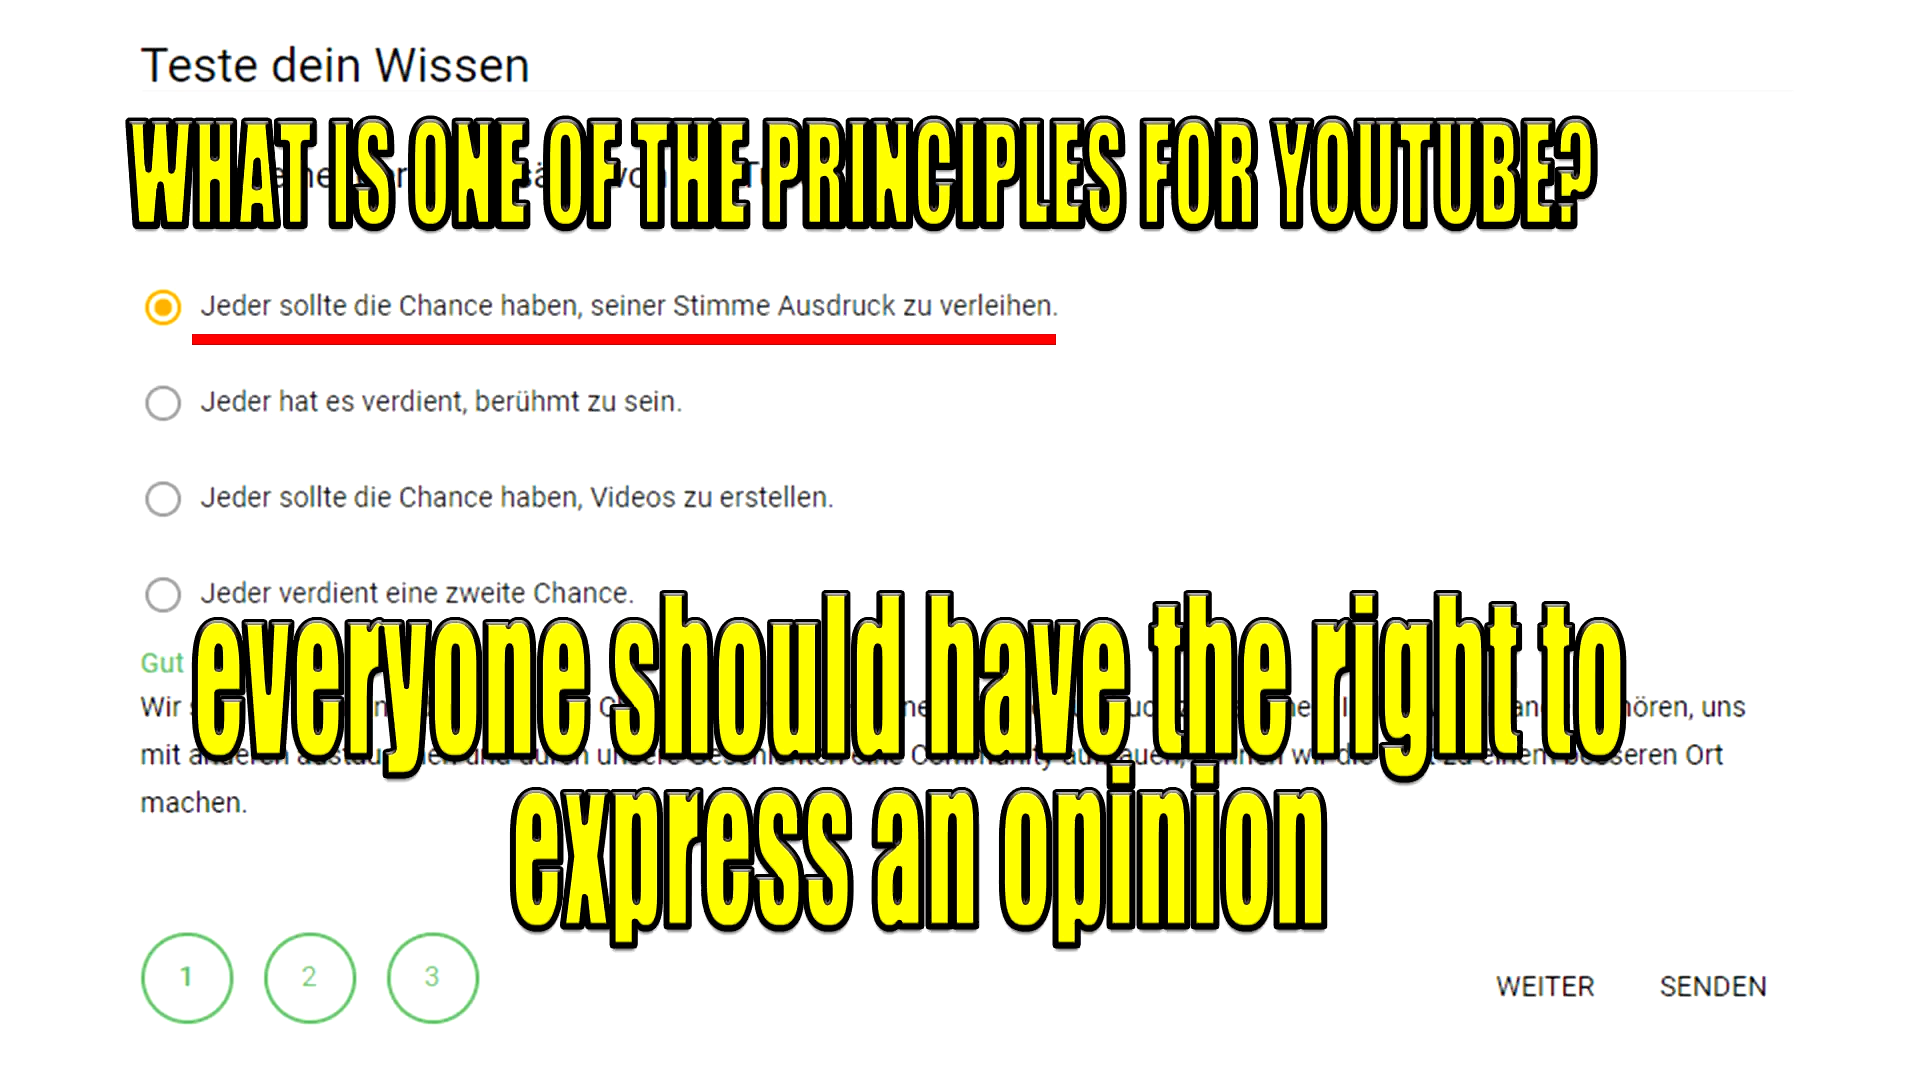 Teste dein Wissen
WHAT IS ONE OF THE PRINCIPLES FOR YOUTUBE?
Jeder sollte die Chance haben, seiner Stimme Ausdruck zu verleihen.
Jeder hat es verdient, berühmt zu sein.
Jeder sollte die Chance haben, Videos zu erstellen.
Jeder verdient eine zweite Chance.
everyone should have the right to
express an opinion
Gut
Wir hören, uns
mit anderen Ort
machen.
1 2 3
WEITER SENDEN